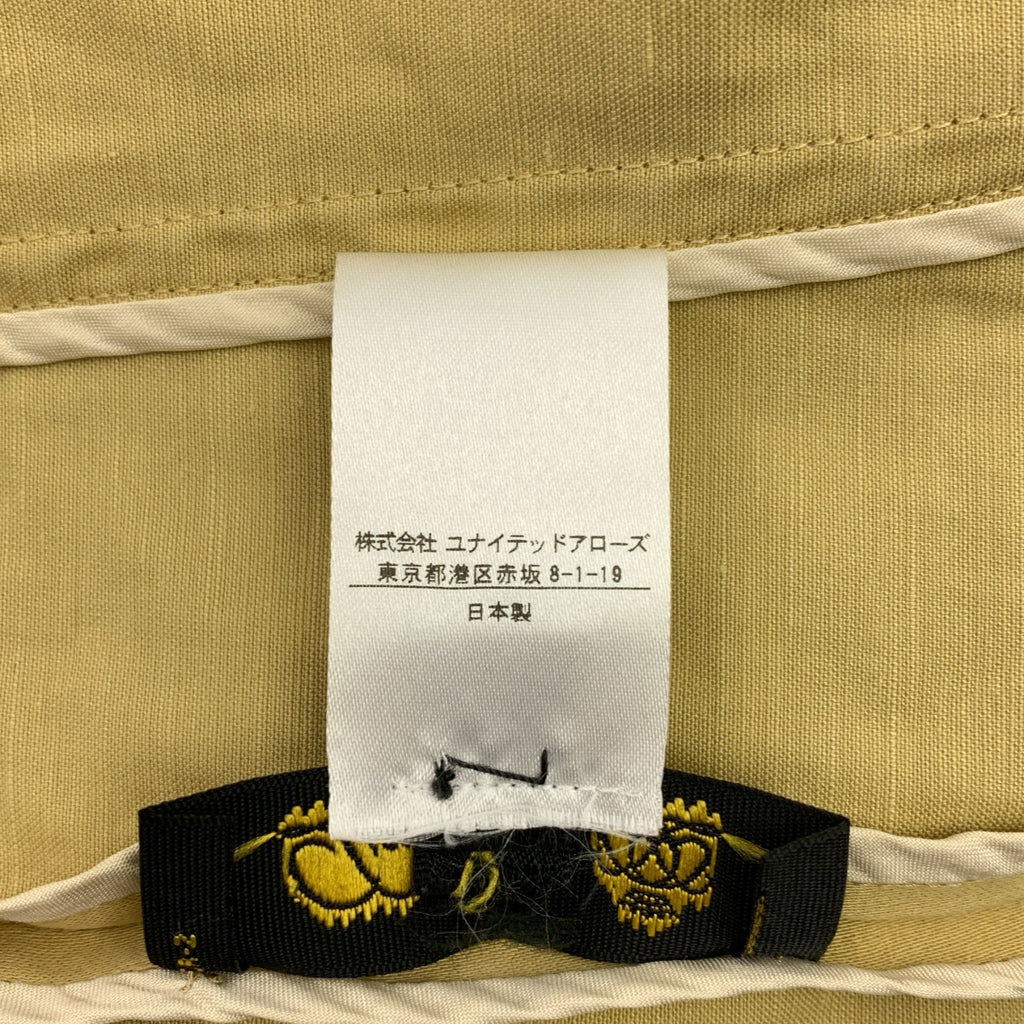 株式会社 ユナイテッドアローズ
東京都港区赤坂 8-1-19
日本製